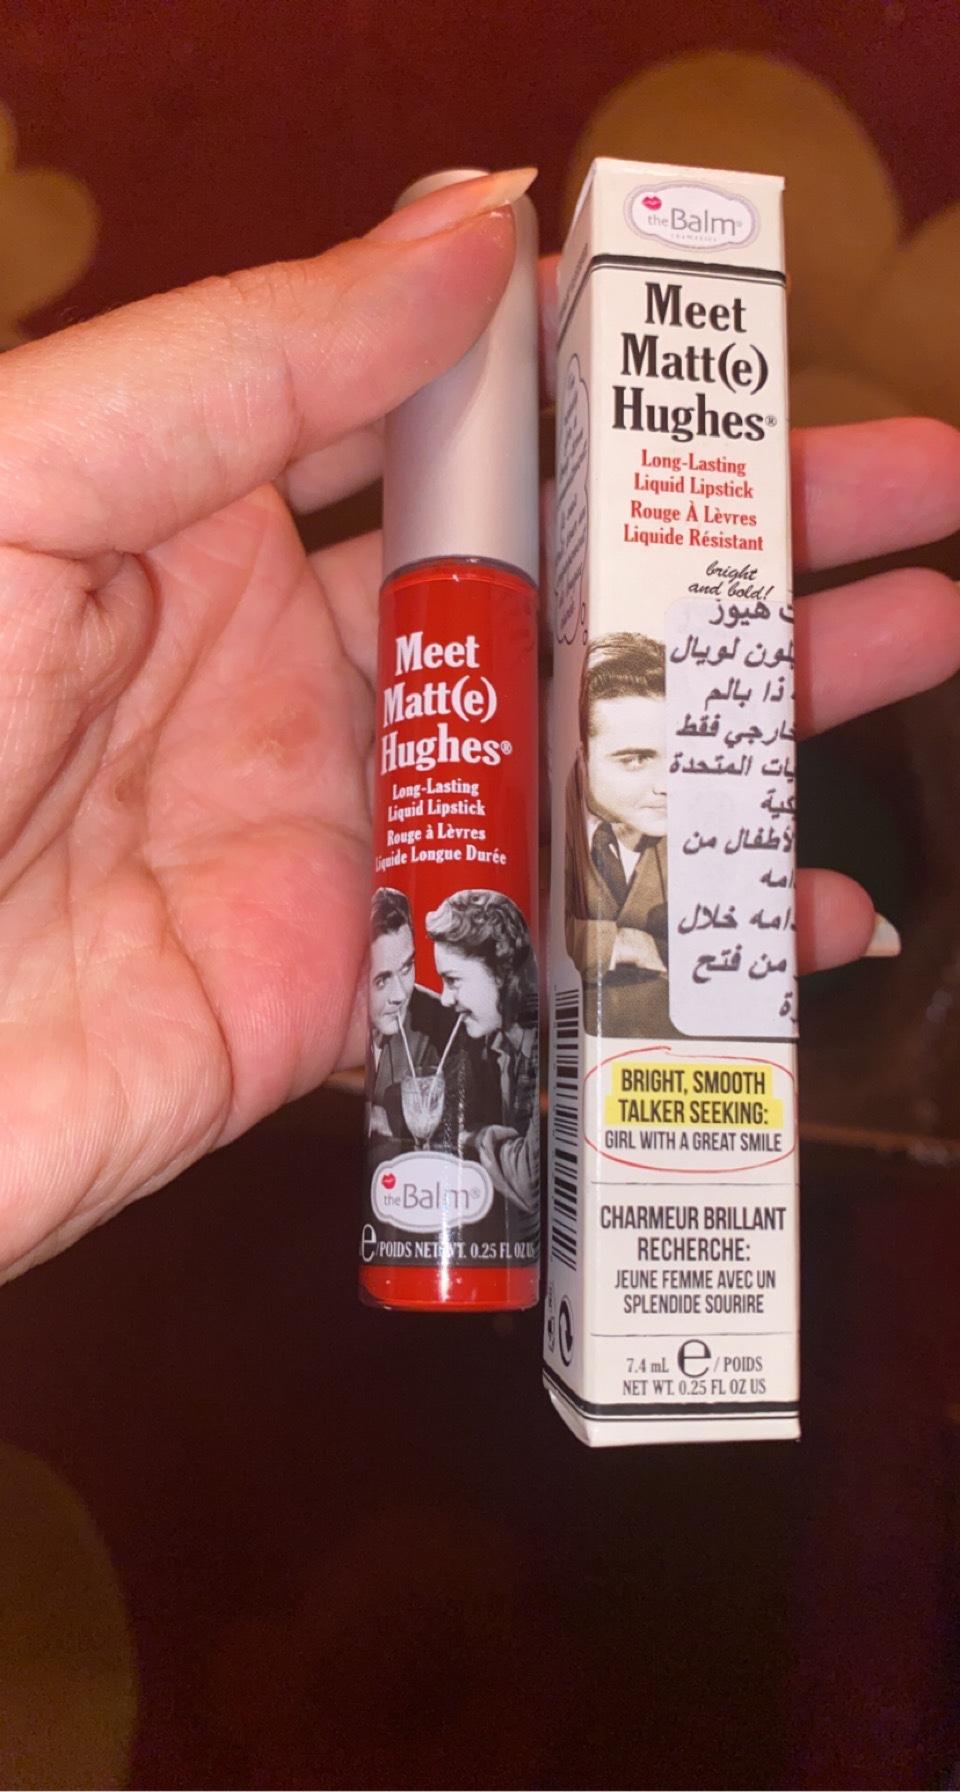 Meet
Matt(e)
Hughes®
Long-Lasting
Liquid Lipstick
Rouge à Lèvres
Liquide Longue Durée
the Balm®
e/POIDS NET WT. 0.25 FL OZ US
the Balm®
COSMETICS
Meet
Matt(e)
Hughes®
Long-Lasting
Liquid Lipstick
Rouge À Lèvres
Liquide Résistant
bright
and bold!
هيوز
لويال
ذا بالم
فقط
المتحدة
من
خلال
من فتح
BRIGHT, SMOOTH
TALKER SEEKING:
GIRL WITH A GREAT SMILE
CHARMEUR BRILLANT
RECHERCHE:
JEUNE FEMME AVEC UN
SPLENDIDE SOURIRE
7.4 mL e/POIDS
NET WT. 0.25 FL OZ US